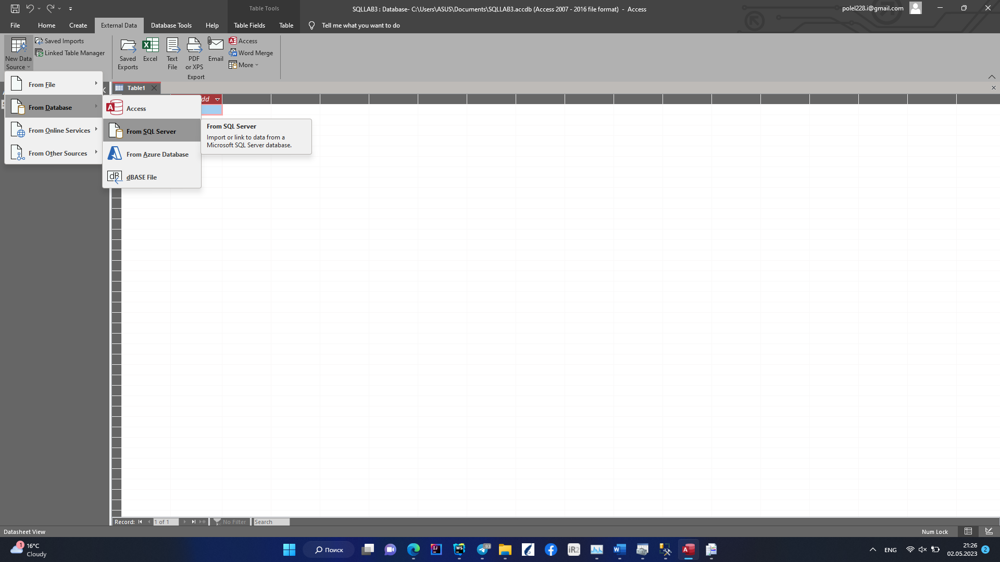 Table Tools
SQLLAB3 : Database- C:\Users\ASUS\Documents\SQLLAB3.accdb (Access 2007 - 2016 file format)  -  Access
polel228.i@gmail.com
File
Home
Create
External Data
Database Tools
Help
Table Fields
Table
Tell me what you want to do
New Data
Source
Saved Imports
Linked Table Manager
Saved
Exports
Excel
Text
File
PDF
or XPS
Email
Access
Word Merge
More
Export
From File
From Database
From Online Services
From Other Sources
Table1
dd
Access
From SQL Server
From Azure Database
dB
dBASE File
From SQL Server
Import or link to data from a
Microsoft SQL Server database.
Record:
1 of 1
No Filter
Search
Datasheet View
Num Lock
1
16°C
Cloudy
Поиск
IJ
WS
93
iR2
W
A
ENG
21:26
02.05.2023
2